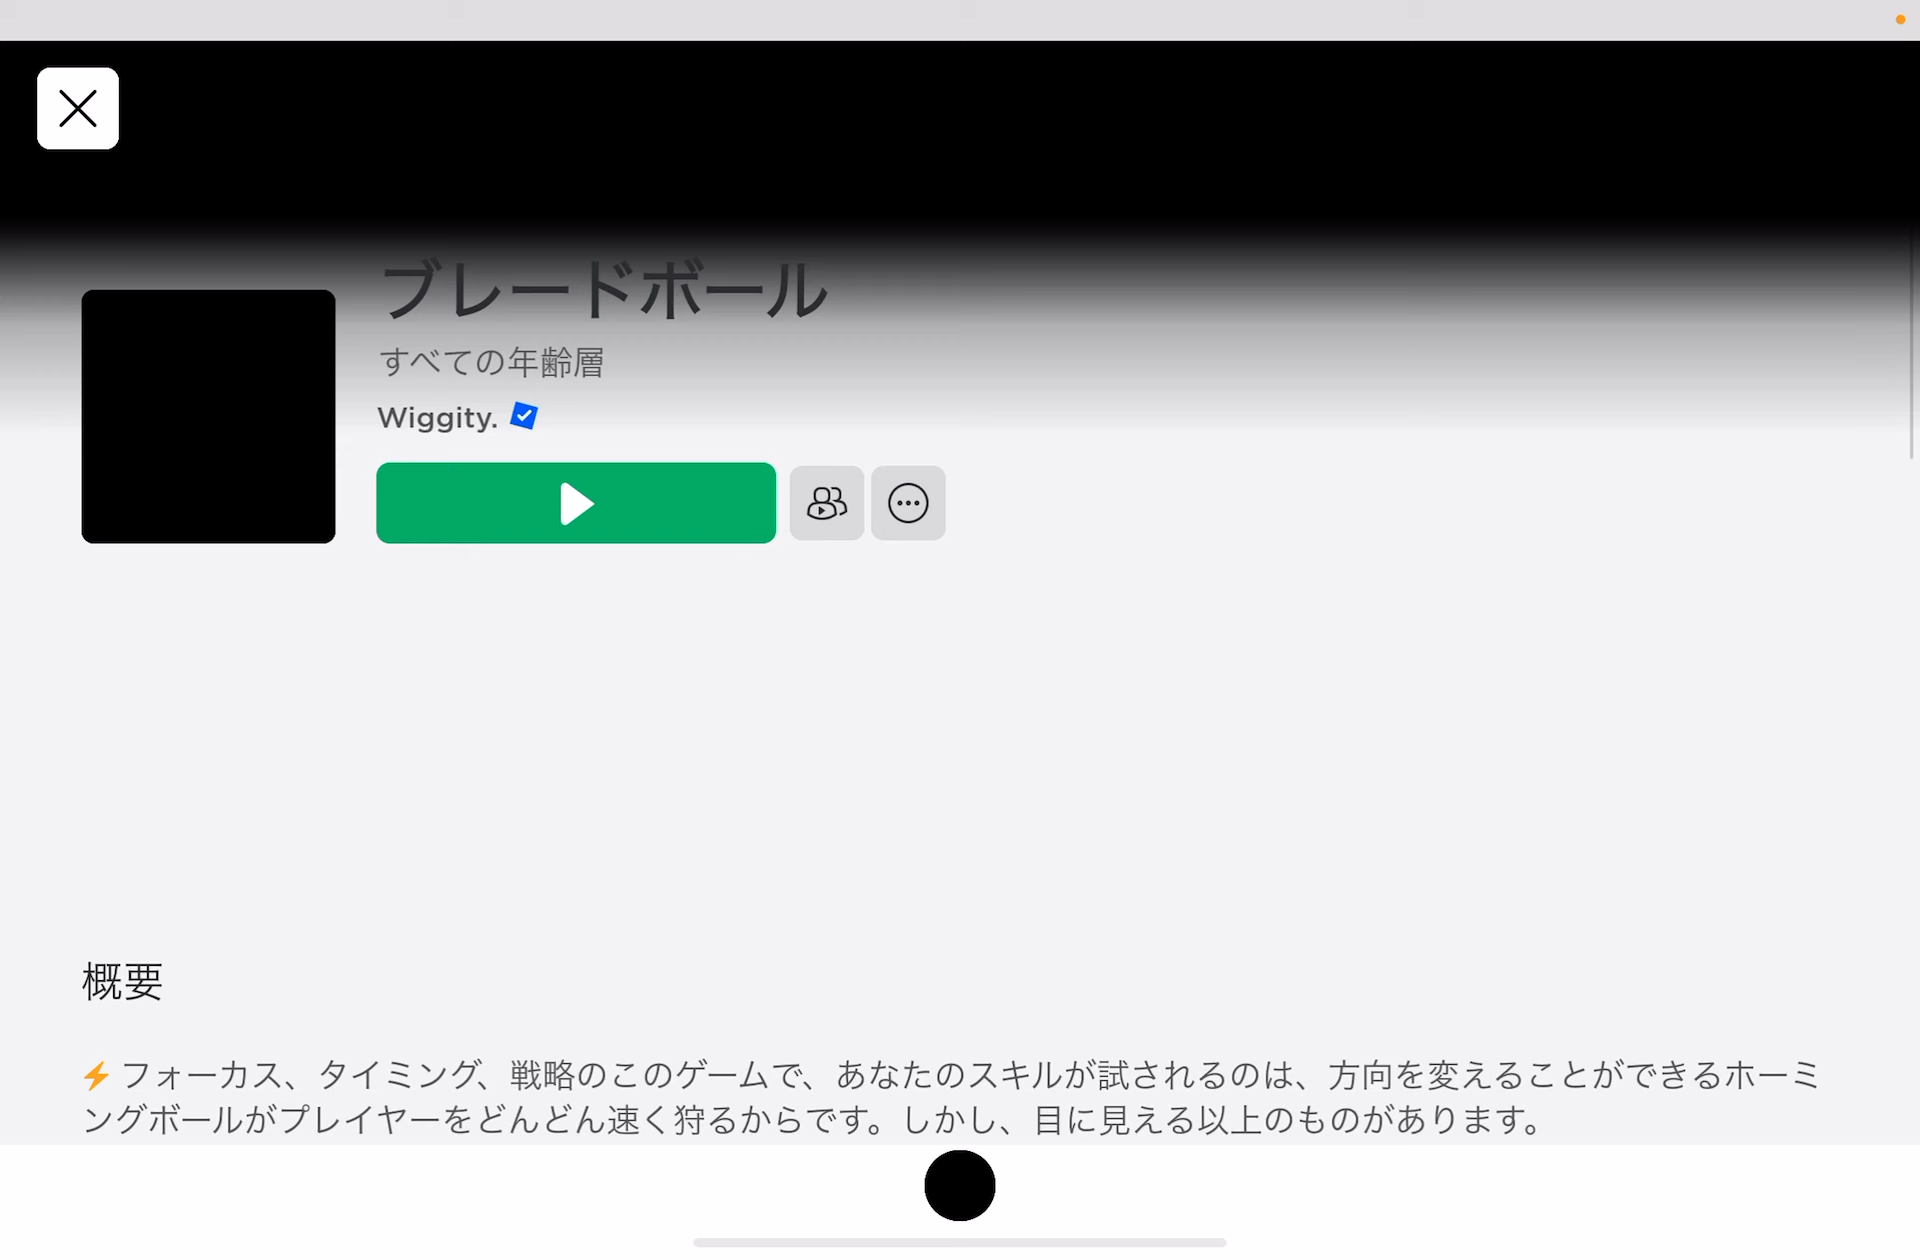 ブレードボール
すべての年齢層
Wiggity.
概要
⚡フォーカス、タイミング、戦略のこのゲームで、あなたのスキルが試されるのは、方向を変えることができるホーミ
ングボールがプレイヤーをどんどん速く狩るからです。しかし、目に見える以上のものがあります。